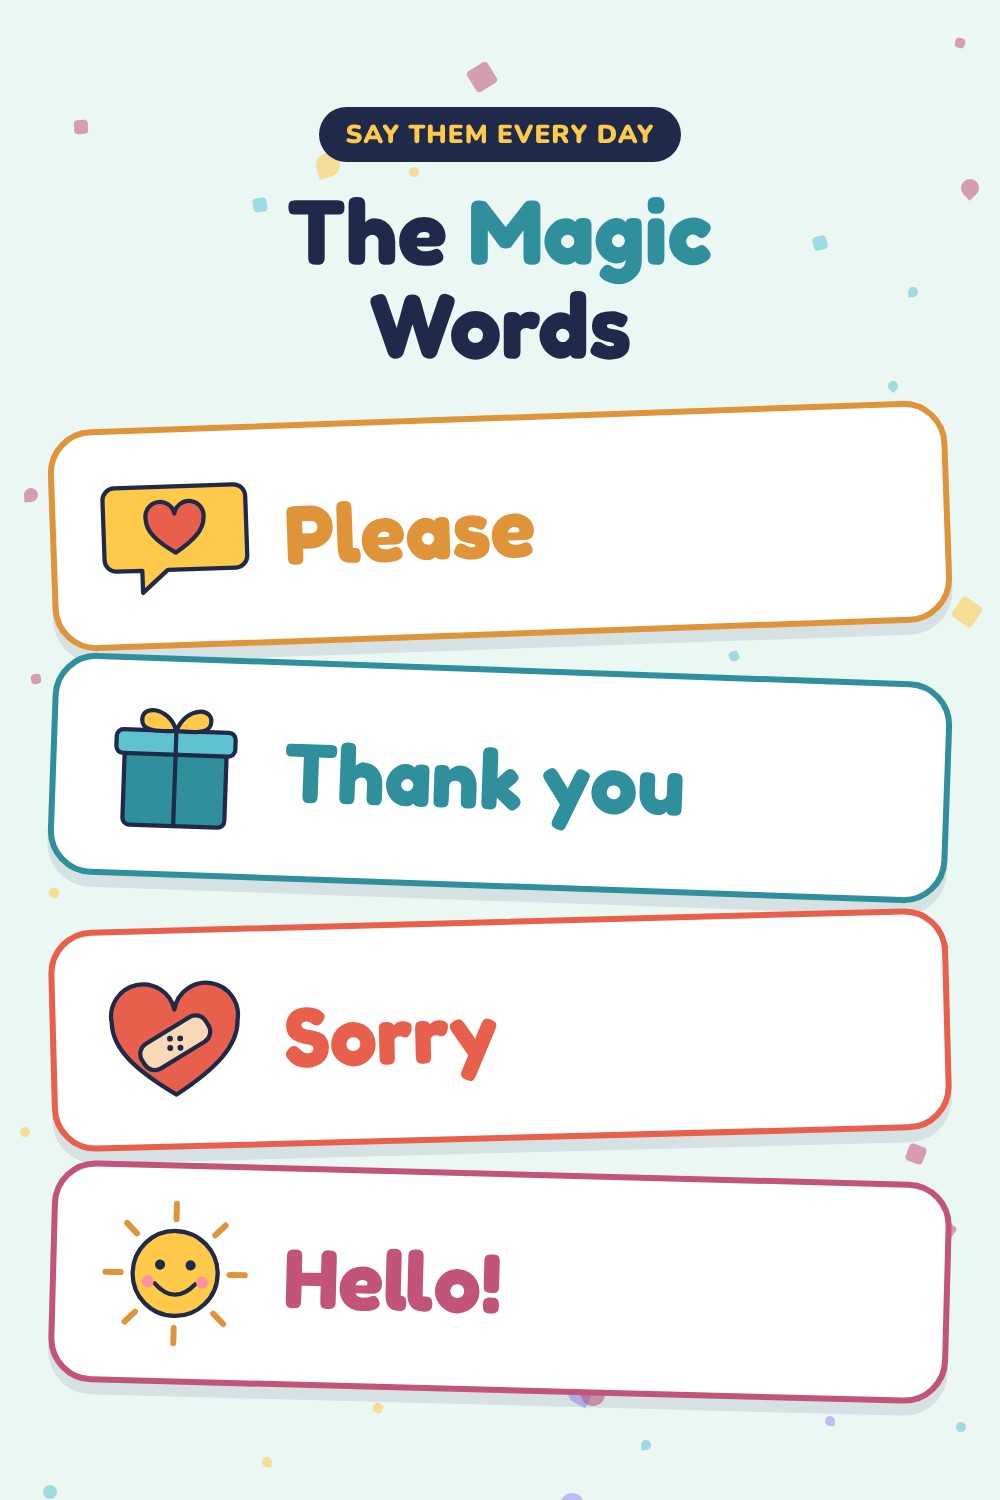 SAY THEM EVERY DAY
The Magic
Words
Please
Thank you
Sorry
Hello!